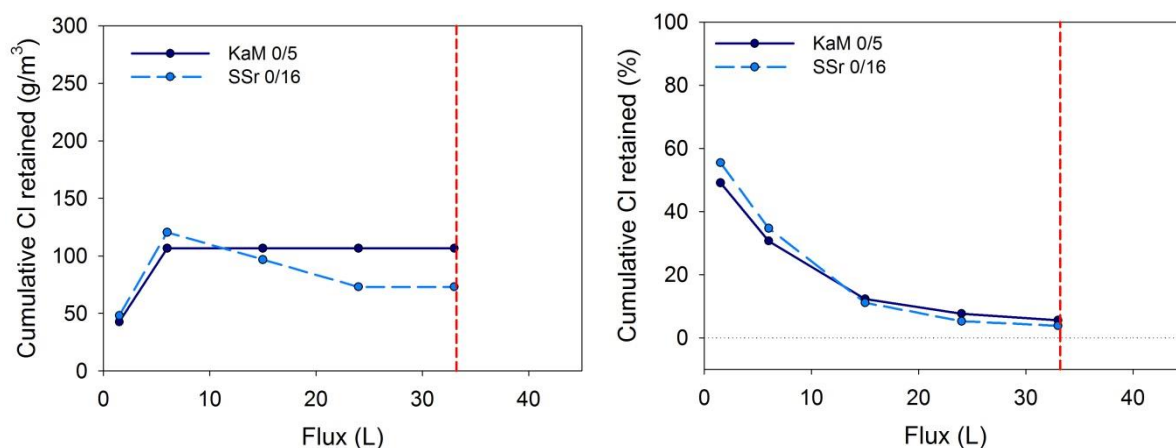 Cumulative Cl retained (g/m³)
300
250
200
150
100
50
0
KaM 0/5
SSr 0/16
0 10 20 30 40
Flux (L)
Cumulative Cl retained (%)
100
80
60
40
20
0
KaM 0/5
SSr 0/16
0 10 20 30 40
Flux (L)